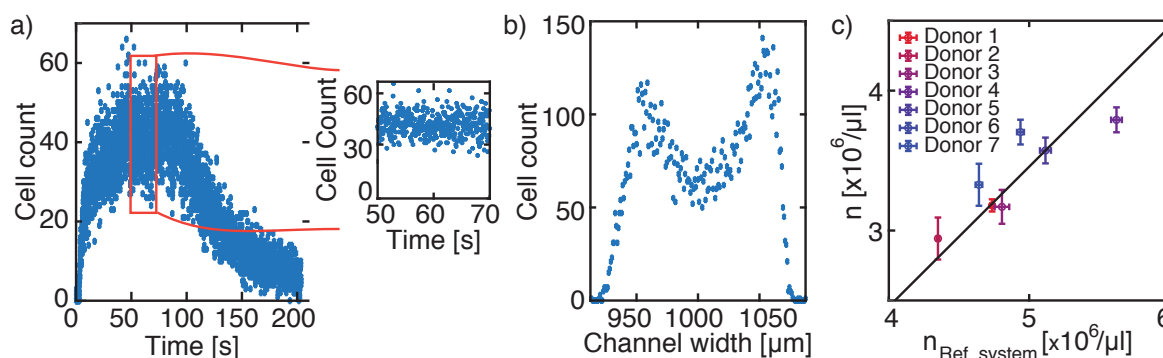 a)
Cell count
60
40
20
0
0
50
100
150
200
Time [s]
Cell Count
60
30
0
50
60
70
Time [s]
b)
Cell count
150
100
50
0
950
1000
1050
Channel width [µm]
c)
n [x10⁶/µl]
4
3
Donor 1
Donor 2
Donor 3
Donor 4
Donor 5
Donor 6
Donor 7
4
5
6
n_Ref. system [x10⁶/µl]